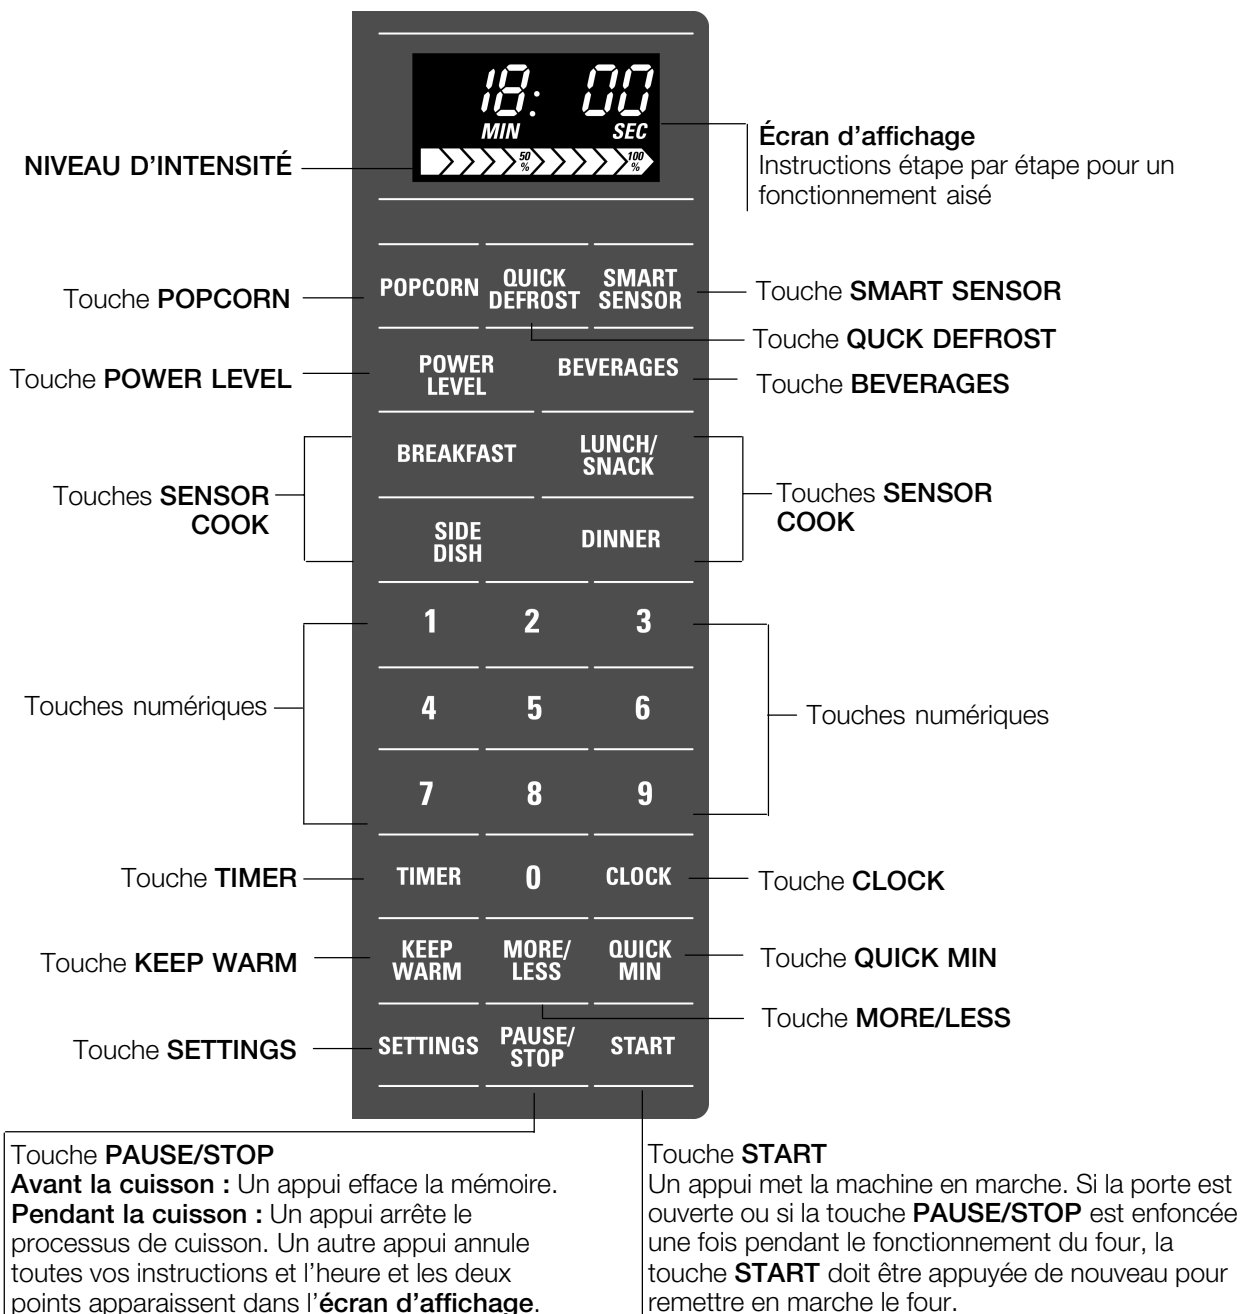 18: 00
MIN SEC
50 % 100 %
NIVEAU D'INTENSITÉ
Écran d'affichage
Instructions étape par étape pour un
fonctionnement aisé
POPCORN
QUICK
DEFROST
SMART
SENSOR
Touche POPCORN
Touche SMART SENSOR
Touche QUCK DEFROST
Touche POWER LEVEL
POWER
LEVEL
BEVERAGES
Touche BEVERAGES
BREAKFAST
LUNCH/
SNACK
Touches SENSOR
COOK
Touches SENSOR
COOK
SIDE
DISH
DINNER
1 2 3
Touches numériques
4 5 6
Touches numériques
7 8 9
Touche TIMER
TIMER 0 CLOCK
Touche CLOCK
Touche KEEP WARM
KEEP
WARM
MORE/
LESS
QUICK
MIN
Touche QUICK MIN
Touche MORE/LESS
Touche SETTINGS
SETTINGS
PAUSE/
STOP
START
Touche PAUSE/STOP
Avant la cuisson : Un appui efface la mémoire.
Pendant la cuisson : Un appui arrête le
processus de cuisson. Un autre appui annule
toutes vos instructions et l'heure et les deux
points apparaissent dans l'écran d'affichage.
Touche START
Un appui met la machine en marche. Si la porte est
ouverte ou si la touche PAUSE/STOP est enfoncée
une fois pendant le fonctionnement du four, la
touche START doit être appuyée de nouveau pour
remettre en marche le four.